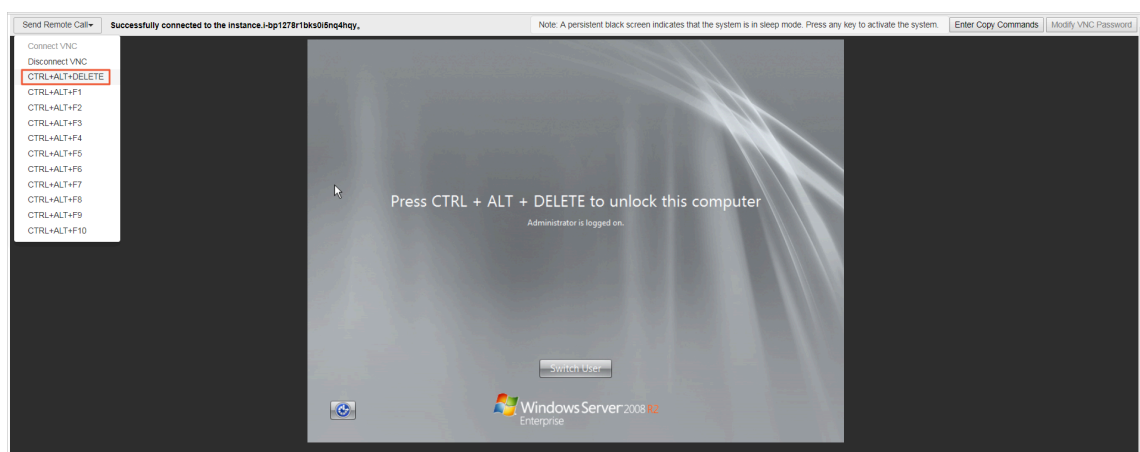 Send Remote Call
Successfully connected to the instance.i-bp1278r1bks0i5nq4hqy。
Note: A persistent black screen indicates that the system is in sleep mode. Press any key to activate the system.
Enter Copy Commands
Modify VNC Password
Connect VNC
Disconnect VNC
CTRL+ALT+DELETE
CTRL+ALT+F1
CTRL+ALT+F2
CTRL+ALT+F3
CTRL+ALT+F4
CTRL+ALT+F5
CTRL+ALT+F6
CTRL+ALT+F7
CTRL+ALT+F8
CTRL+ALT+F9
CTRL+ALT+F10
Press CTRL + ALT + DELETE to unlock this computer
Administrator is logged on.
Switch User
Windows Server 2008 R2
Enterprise